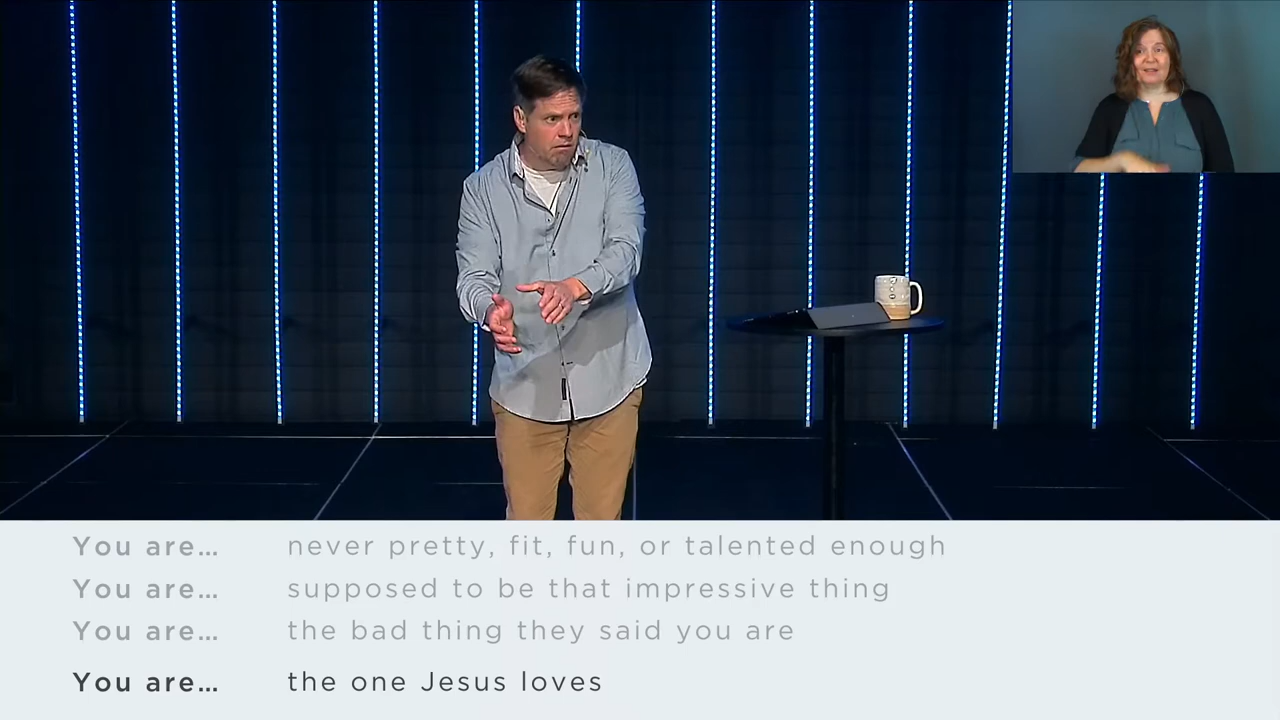 You are… never pretty, fit, fun, or talented enough
You are… supposed to be that impressive thing
You are… the bad thing they said you are
You are… the one Jesus loves